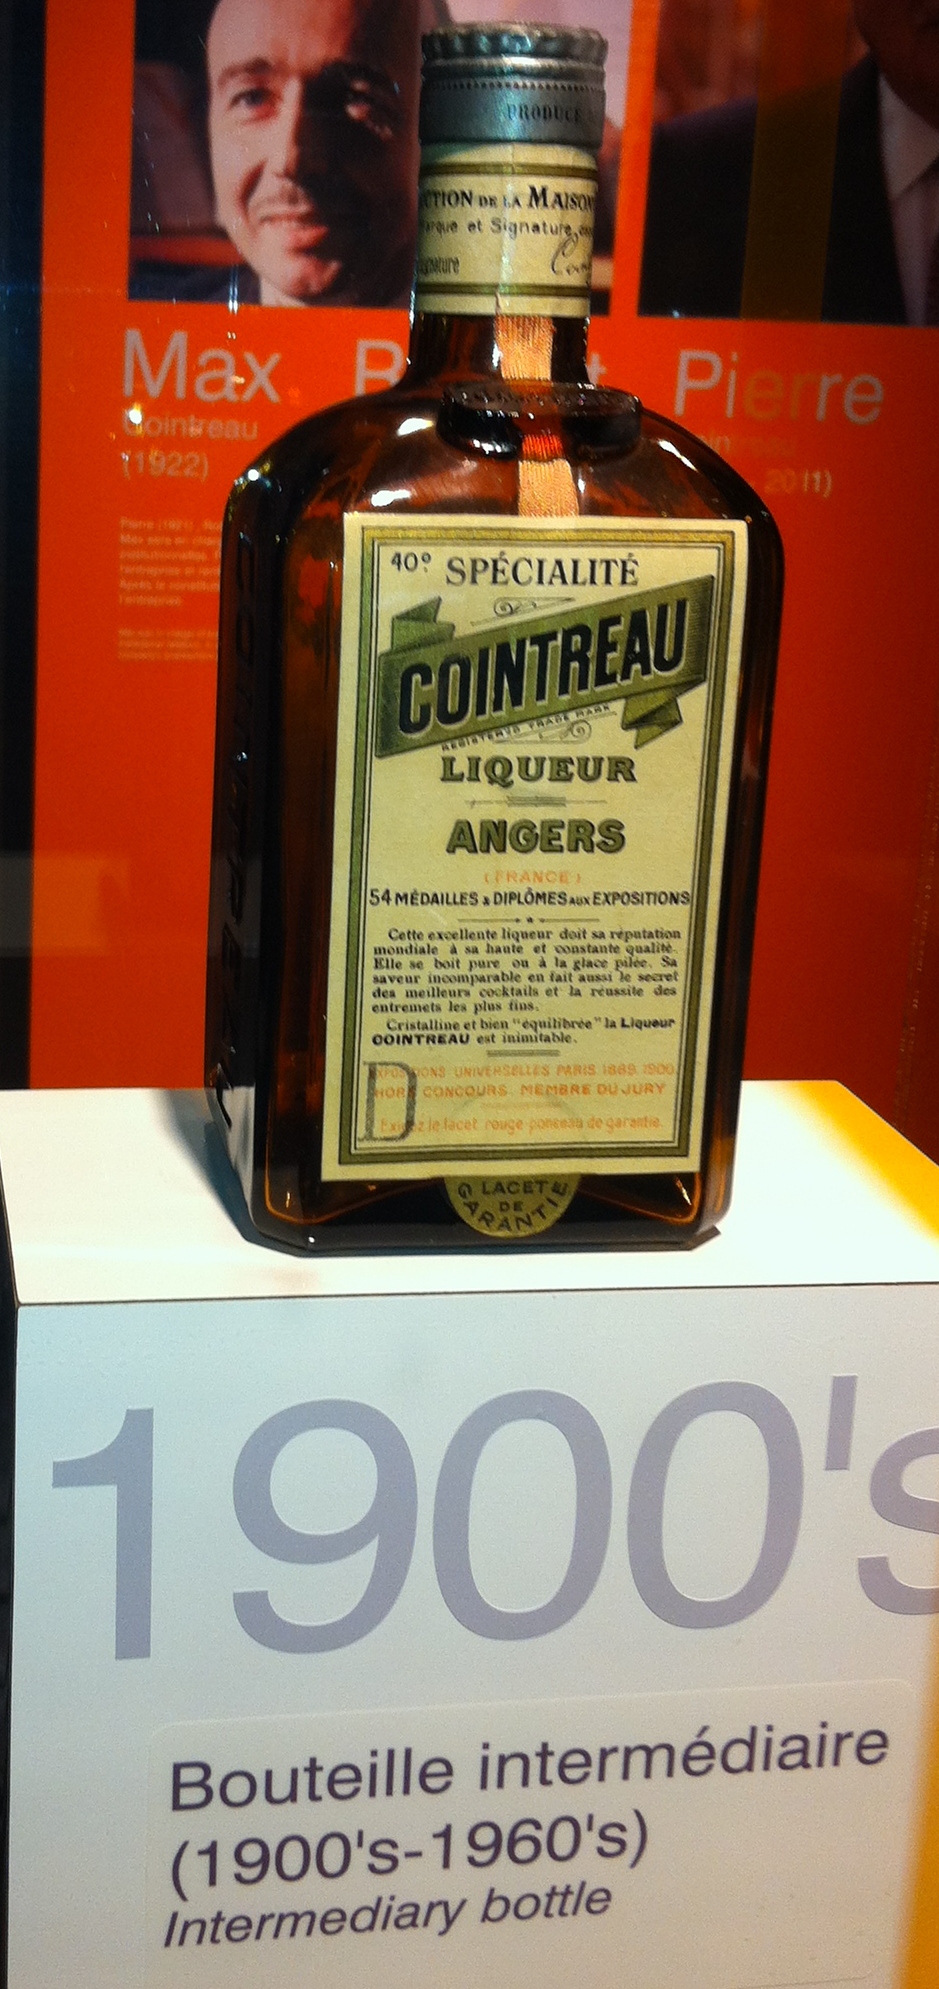 PRODUCE
CTION DE LA MAISON
arque et Signature
gnature
Max
Pierre
Cointreau
(1922)
2011)
40° SPÉCIALITÉ
COINTREAU
REGISTERED TRADE MARK
LIQUEUR
ANGERS
(FRANCE)
54 MÉDAILLES & DIPLÔMES AUX EXPOSITIONS
Cette excellente liqueur doit sa réputation
mondiale à sa haute et constante qualité.
Elle se boit pure ou à la glace pilée. Sa
saveur incomparable en fait aussi le secret
des meilleurs cocktails et la réussite des
entremets les plus fins.
Cristalline et bien "équilibrée" la Liqueur
COINTREAU est inimitable.
EXPOSITIONS UNIVERSELLES PARIS 1889. 1900.
HORS CONCOURS. MEMBRE DU JURY
D
Exigez le lacet rouge ponceau de garantie.
LACET
DE
GARANTIE
1900's
Bouteille intermédiaire
(1900's-1960's)
Intermediary bottle